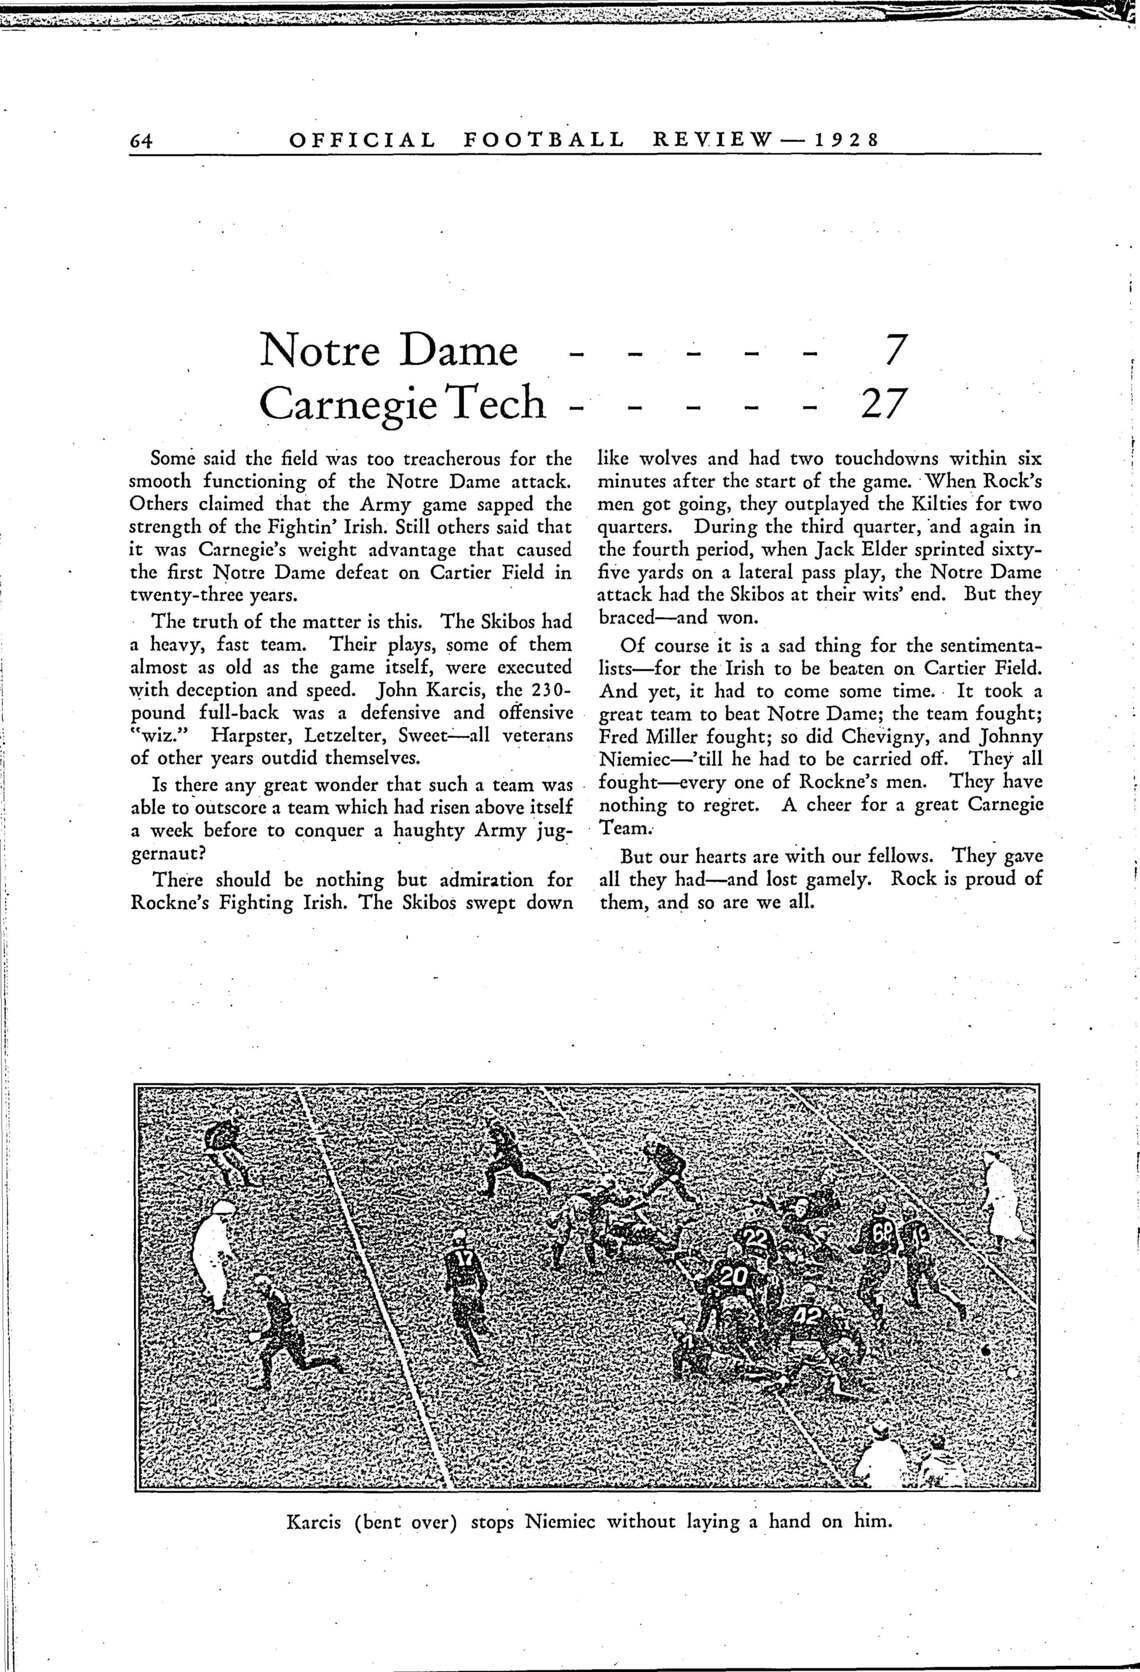 64 OFFICIAL FOOTBALL REVIEW — 1928
Notre Dame - - - - - 7
Carnegie Tech - - - - - 27
Some said the field was too treacherous for the
smooth functioning of the Notre Dame attack.
Others claimed that the Army game sapped the
strength of the Fightin' Irish. Still others said that
it was Carnegie's weight advantage that caused
the first Notre Dame defeat on Cartier Field in
twenty-three years.
The truth of the matter is this. The Skibos had
a heavy, fast team. Their plays, some of them
almost as old as the game itself, were executed
with deception and speed. John Karcis, the 230-
pound full-back was a defensive and offensive
"wiz." Harpster, Letzelter, Sweet—all veterans
of other years outdid themselves.
Is there any great wonder that such a team was
able to outscore a team which had risen above itself
a week before to conquer a haughty Army jug-
gernaut?
There should be nothing but admiration for
Rockne's Fighting Irish. The Skibos swept down
like wolves and had two touchdowns within six
minutes after the start of the game. When Rock's
men got going, they outplayed the Kilties for two
quarters. During the third quarter, and again in
the fourth period, when Jack Elder sprinted sixty-
five yards on a lateral pass play, the Notre Dame
attack had the Skibos at their wits' end. But they
braced—and won.
Of course it is a sad thing for the sentimenta-
lists—for the Irish to be beaten on Cartier Field.
And yet, it had to come some time. It took a
great team to beat Notre Dame; the team fought;
Fred Miller fought; so did Chevigny, and Johnny
Niemiec—'till he had to be carried off. They all
fought—every one of Rockne's men. They have
nothing to regret. A cheer for a great Carnegie
Team.
But our hearts are with our fellows. They gave
all they had—and lost gamely. Rock is proud of
them, and so are we all.
17
22
68
20
42
Karcis (bent over) stops Niemiec without laying a hand on him.